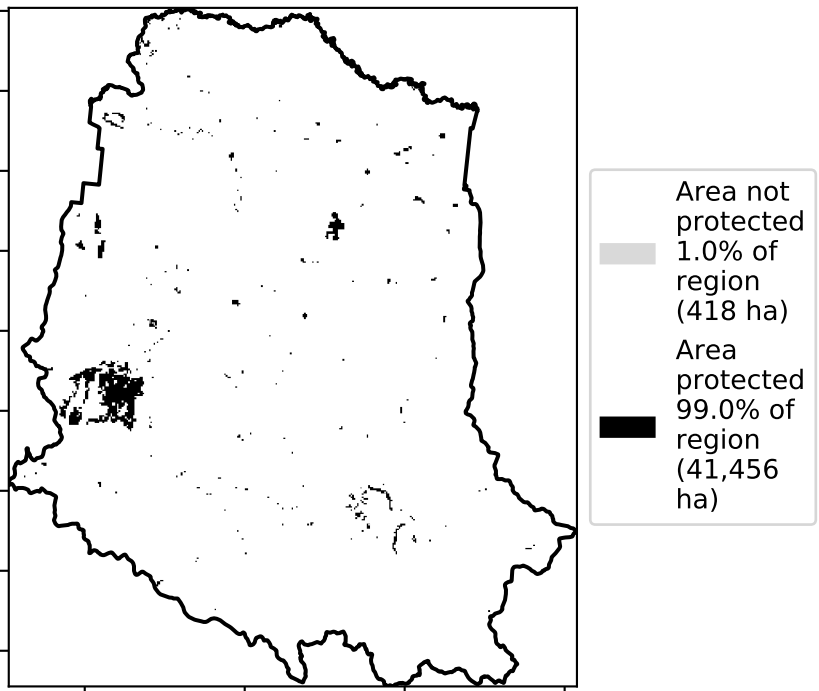 Area not
protected
1.0% of
region
(418 ha)
Area
protected
99.0% of
region
(41,456
ha)